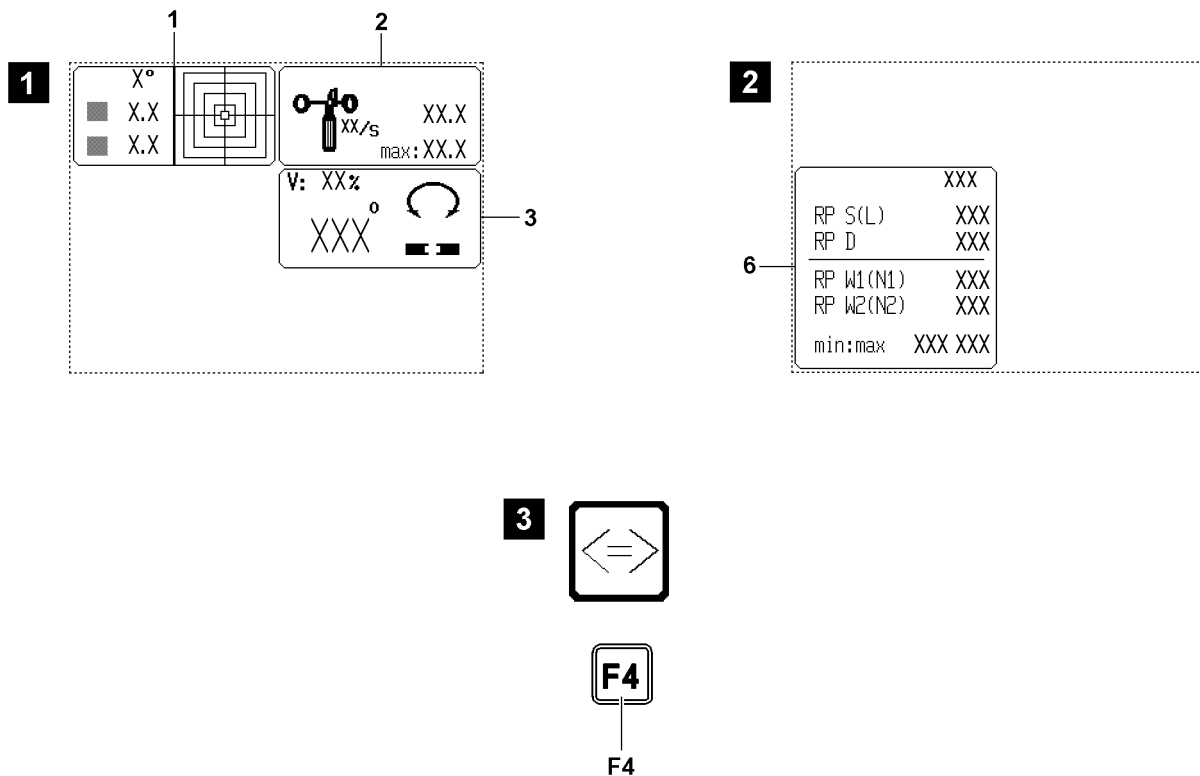 1 2
1 2
X°
X.X
X.X
XX/s XX.X
max:XX.X
V: XX%
XXX°
3
XXX
RP S(L) XXX
RP D XXX
6
RP W1(N1) XXX
RP W2(N2) XXX
min:max XXX XXX
3
<=>
F4
F4